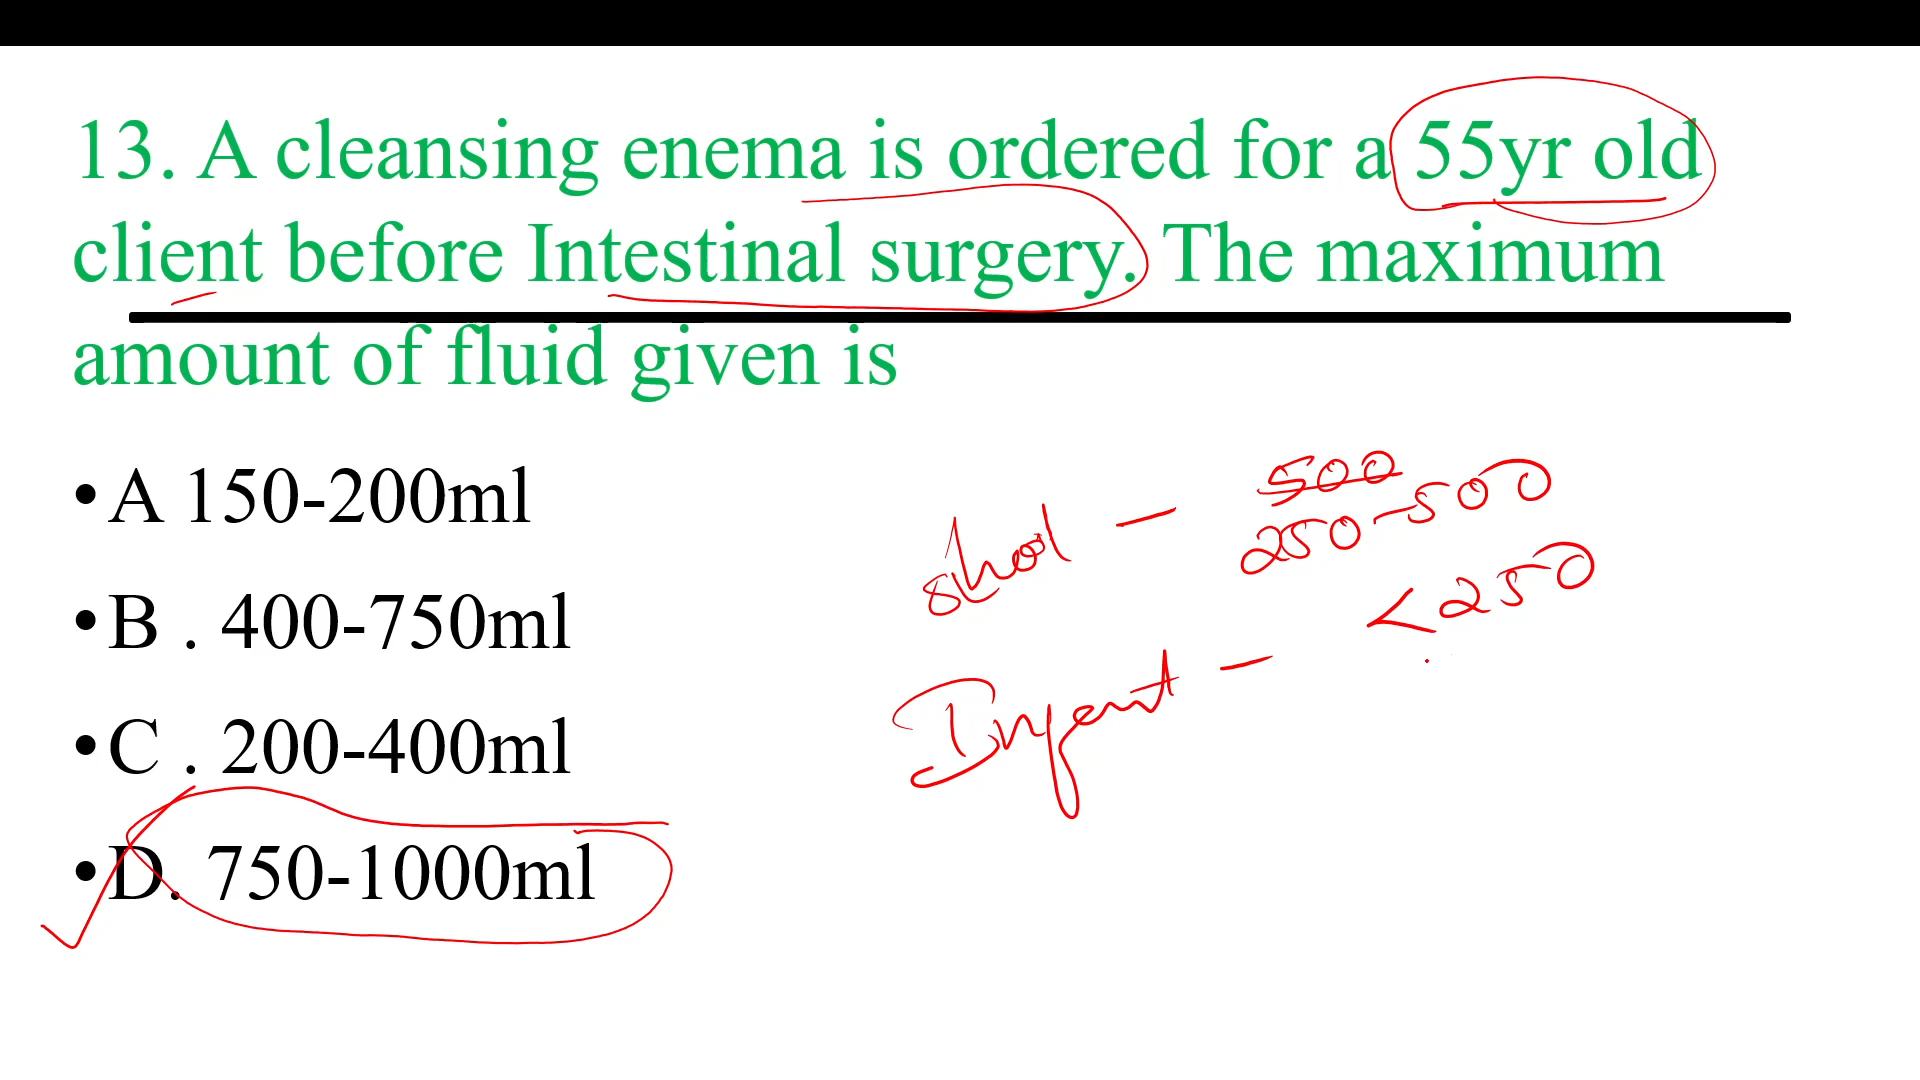 13. A cleansing enema is ordered for a 55yr old
client before Intestinal surgery. The maximum
amount of fluid given is
•A 150-200ml
•B . 400-750ml
•C . 200-400ml
•D. 750-1000ml
500
school - 250-500
Infant - <250